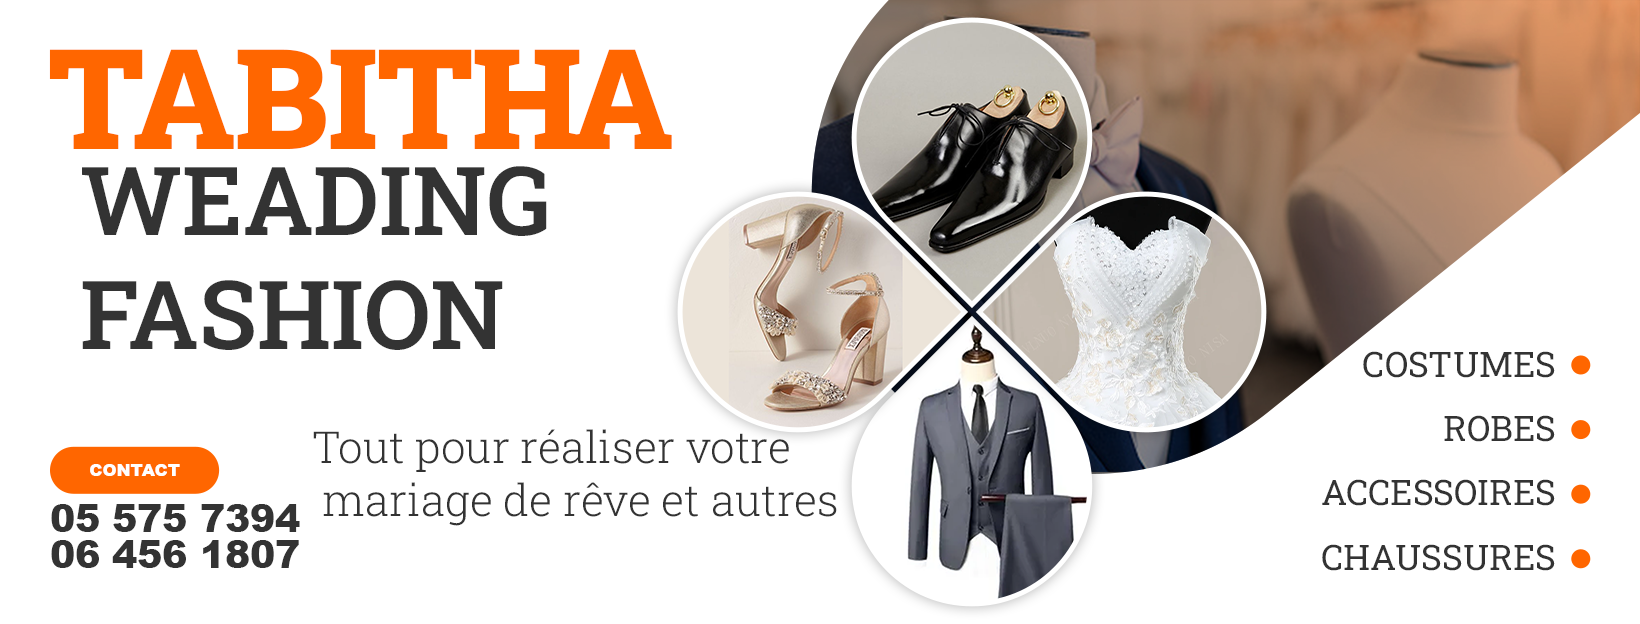 TABITHA
WEADING
FASHION
CONTACT
05 575 7394
06 456 1807
Tout pour réaliser votre
mariage de rêve et autres
COSTUMES
ROBES
ACCESSOIRES
CHAUSSURES